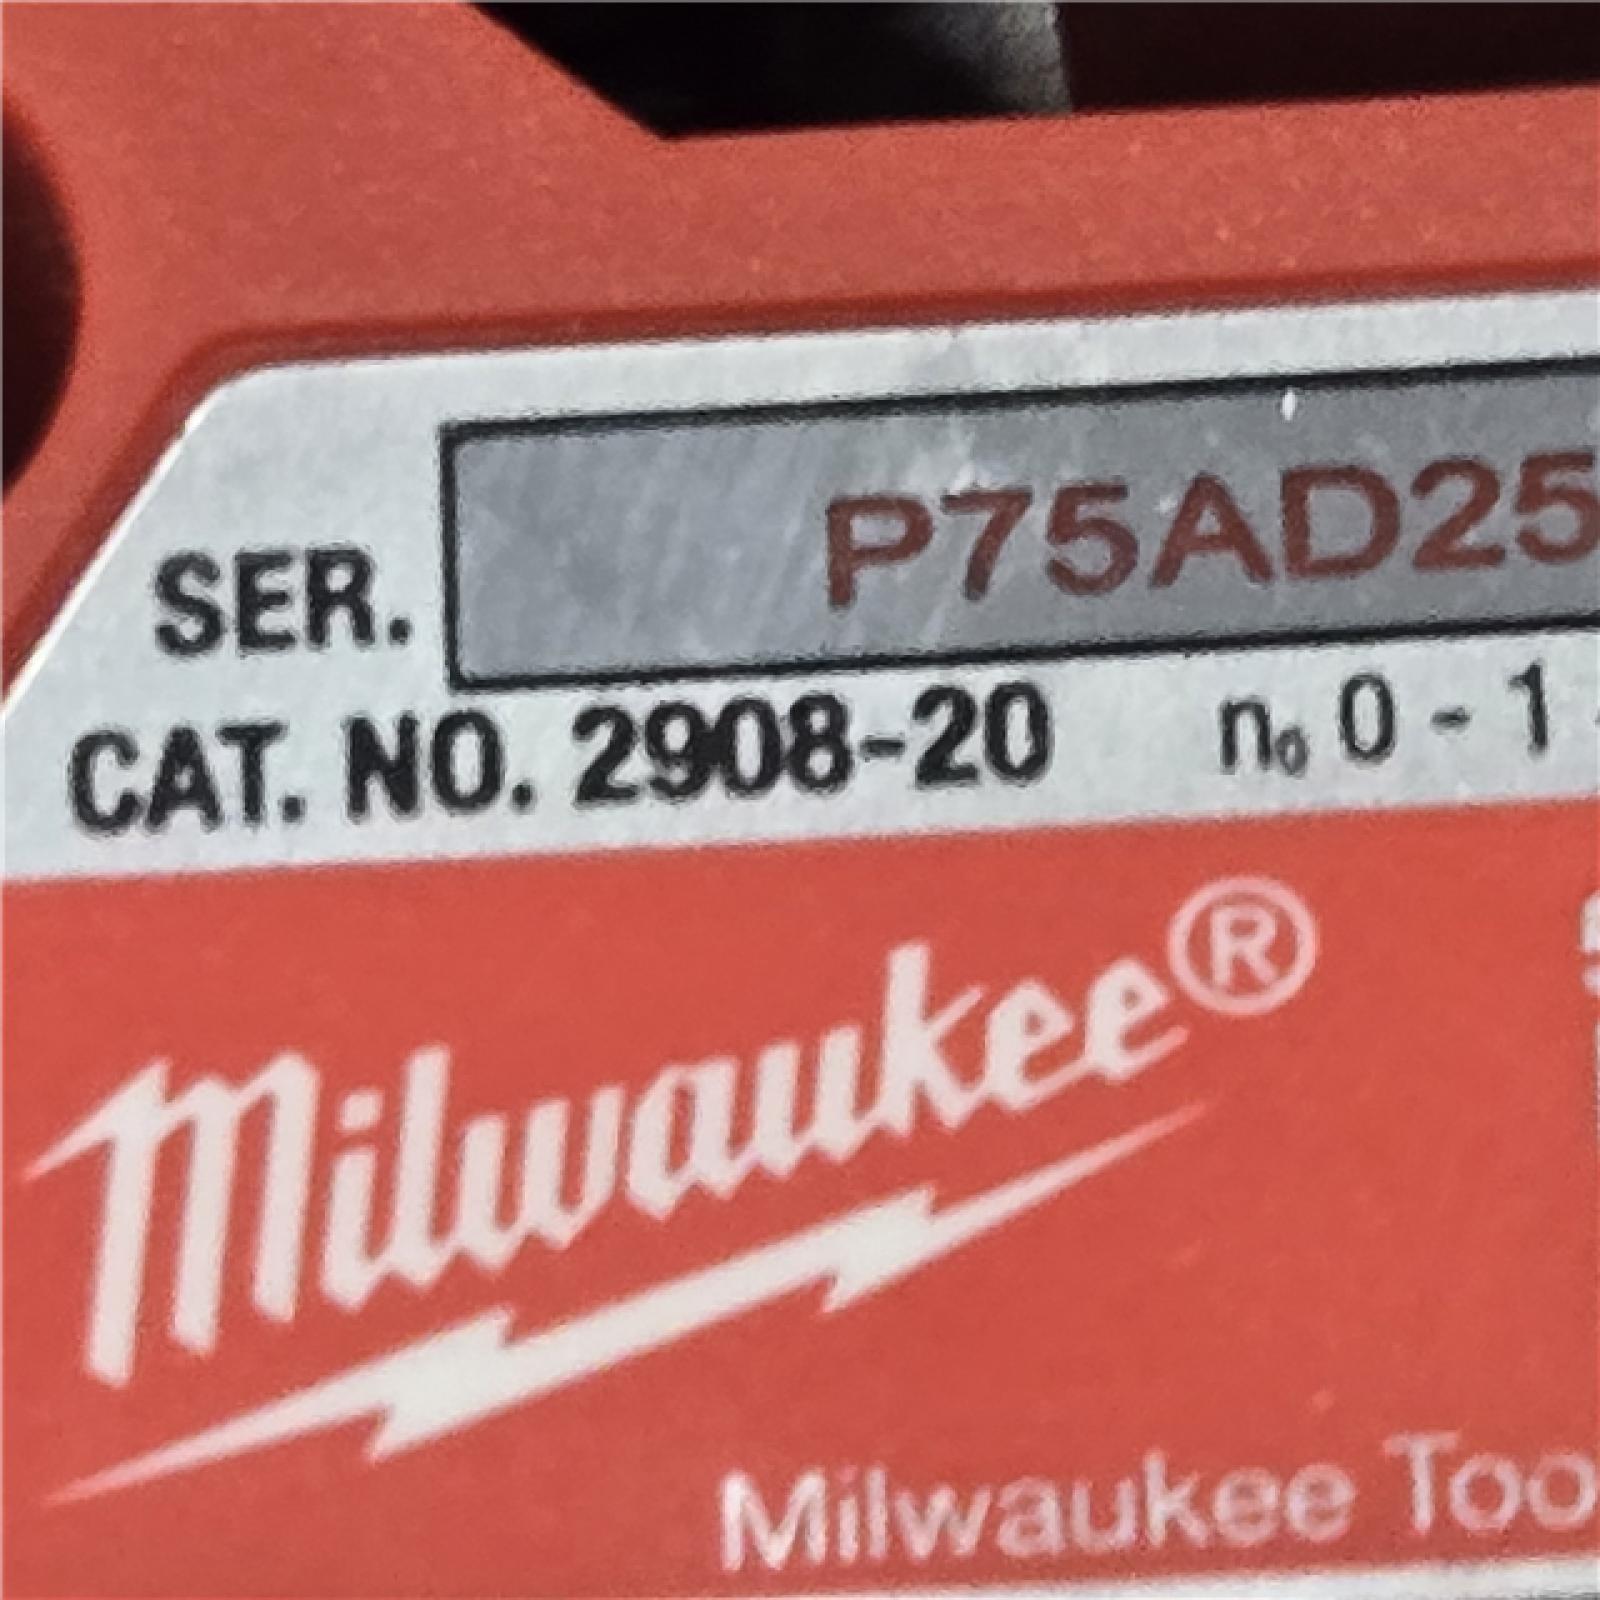 SER. P75AD25
CAT. NO. 2908-20 n₀ 0 - 1
Milwaukee®
Milwaukee Too